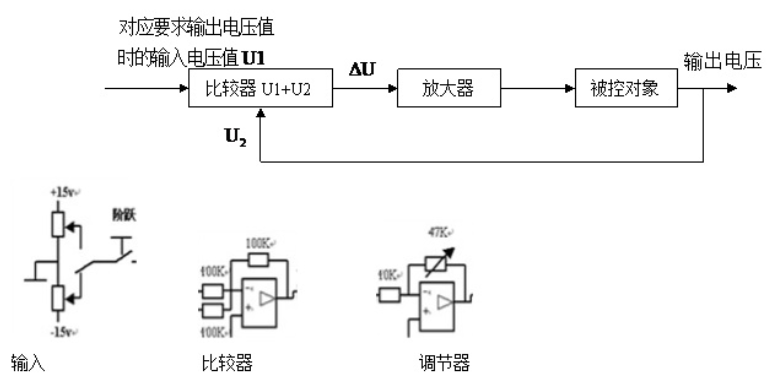 对应要求输出电压值
时的输入电压值 U1
ΔU
输出电压
比较器 U1+U2
放大器
被控对象
U2
+15v
阶跃
-15v
100K
100K
100K
47K
10K
输入
比较器
调节器